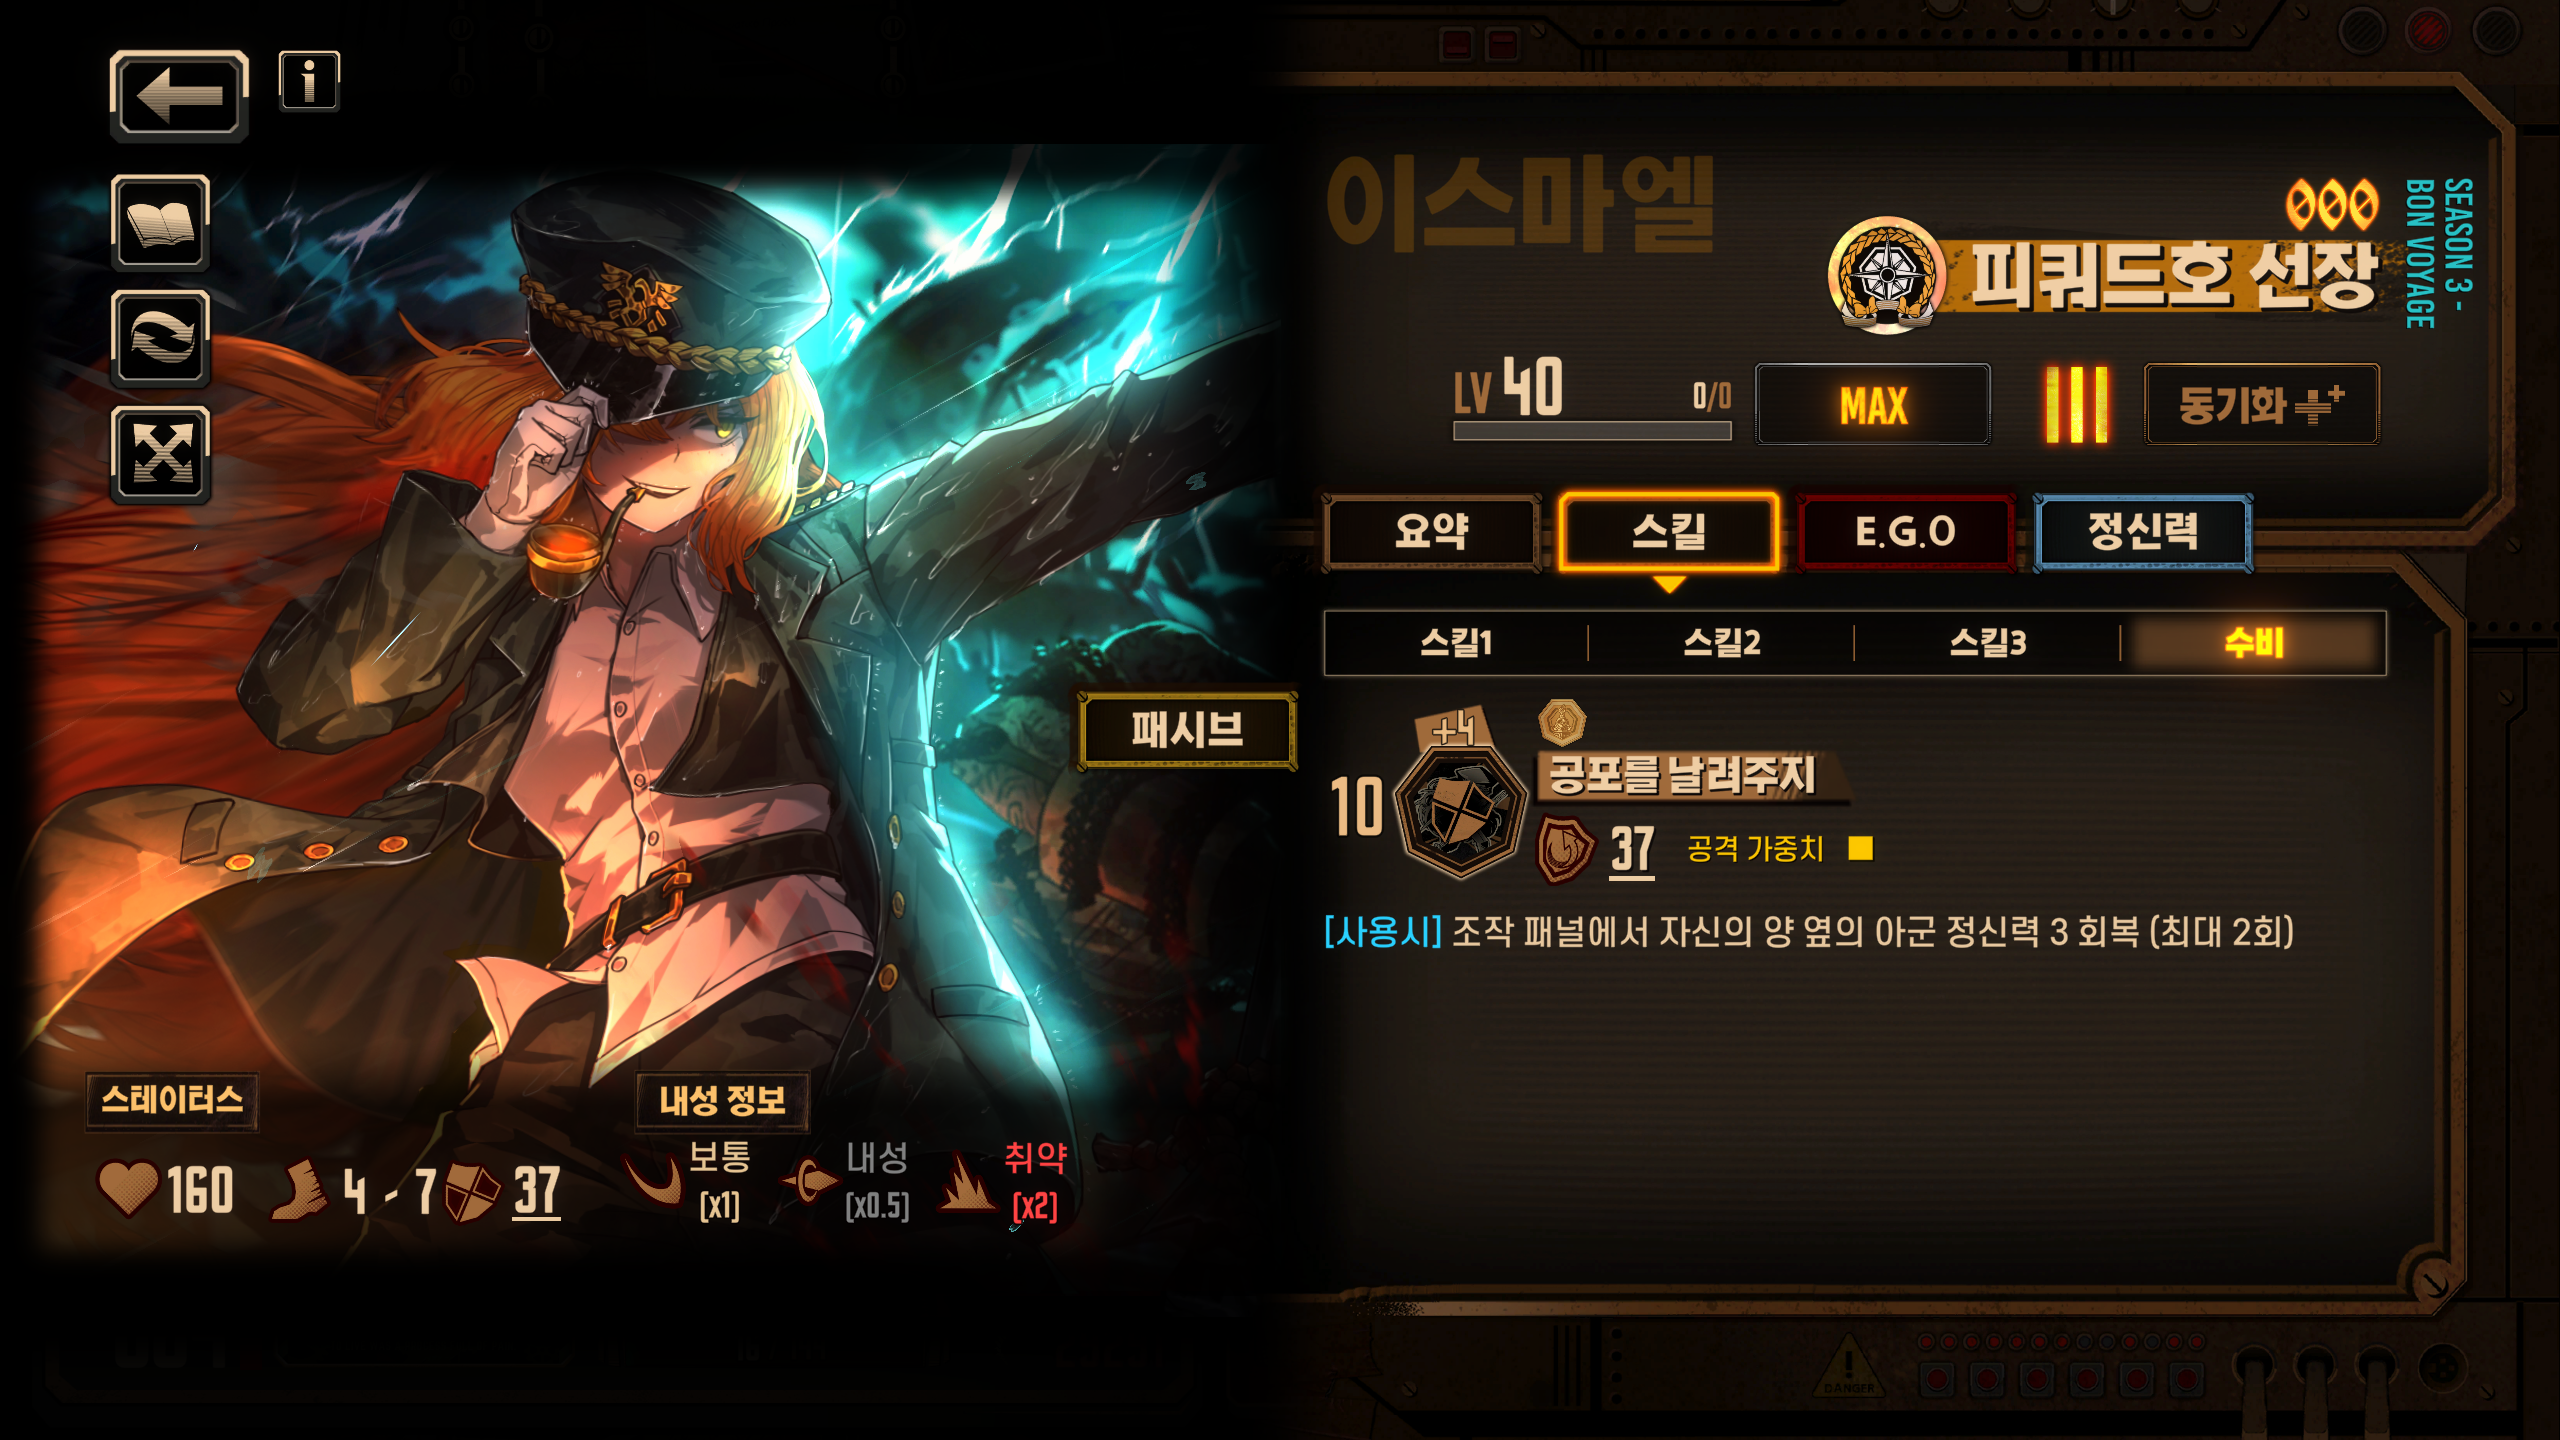 이스마엘
피쿼드호 선장
SEASON 3 -
BON VOYAGE
LV 40
0/0
MAX
동기화
요약
스킬
E.G.O
정신력
스킬1
스킬2
스킬3
수비
+4
10
공포를 날려주지
37
공격 가중치
[사용시] 조작 패널에서 자신의 양 옆의 아군 정신력 3 회복 (최대 2회)
패시브
스테이터스
160
4 - 7
37
내성 정보
보통
[x1]
내성
[x0.5]
취약
[x2]
DANGER